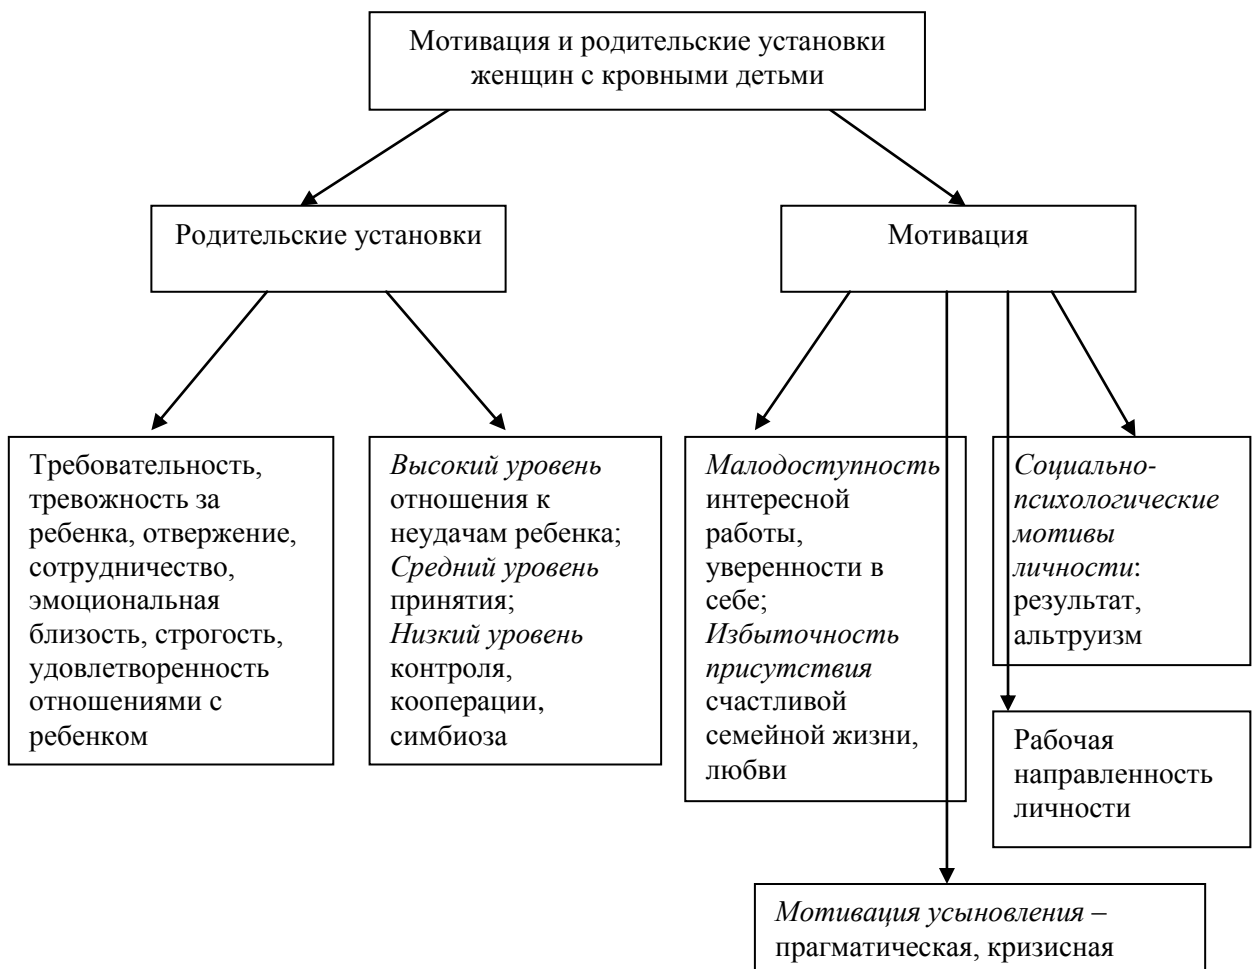 Мотивация и родительские установки
женщин с кровными детьми
Родительские установки
Мотивация
Требовательность,
тревожность за
ребенка, отвержение,
сотрудничество,
эмоциональная
близость, строгость,
удовлетворенность
отношениями с
ребенком
Высокий уровень
отношения к
неудачам ребенка;
Средний уровень
принятия;
Низкий уровень
контроля,
кооперации,
симбиоза
Малодоступность
интересной
работы,
уверенности в
себе;
Избыточность
присутствия
счастливой
семейной жизни,
любви
Социально-
психологические
мотивы
личности:
результат,
альтруизм
Рабочая
направленность
личности
Мотивация усыновления –
прагматическая, кризисная